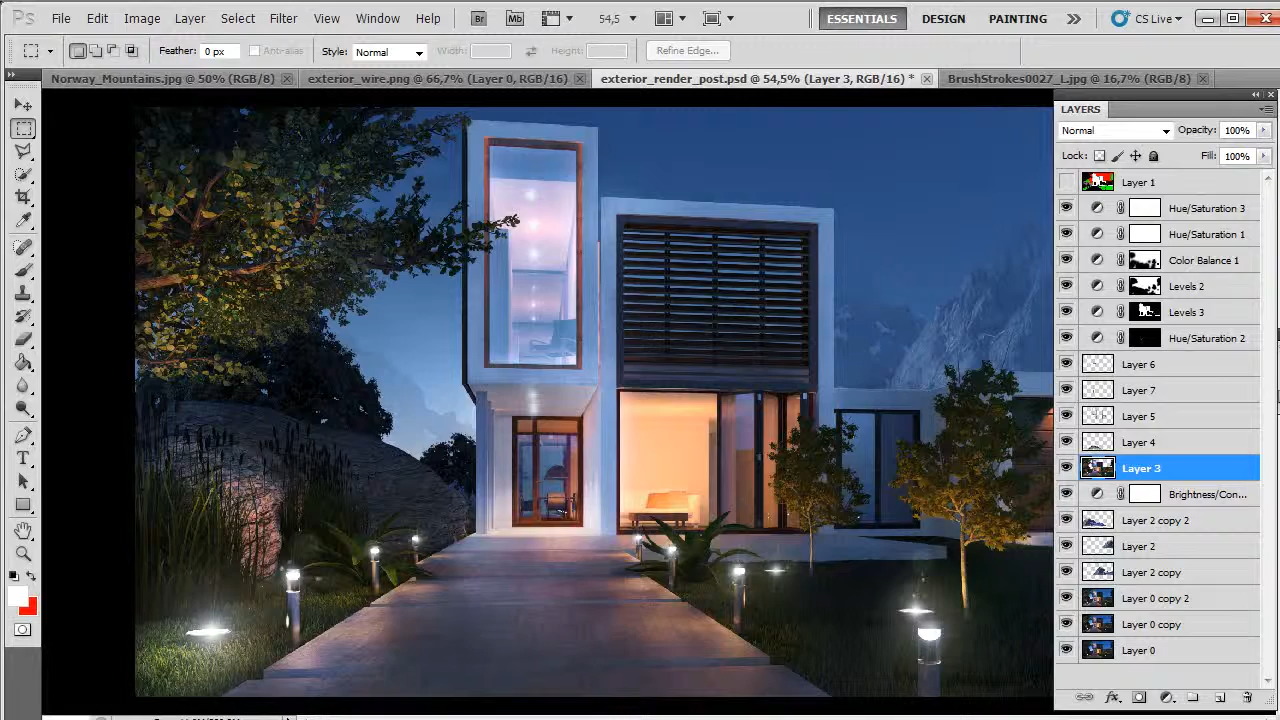 Ps File Edit Image Layer Select Filter View Window Help Br Mb 54,5 ESSENTIALS DESIGN PAINTING CS Live
Feather: 0 px Anti-alias Style: Normal Width: Height: Refine Edge...
Norway_Mountains.jpg @ 50% (RGB/8) exterior_wire.png @ 66,7% (Layer 0, RGB/16) exterior_render_post.psd @ 54,5% (Layer 3, RGB/16) * BrushStrokes0027_L.jpg @ 16,7% (RGB/8)
LAYERS
Normal Opacity: 100%
Lock: Fill: 100%
Layer 1
Hue/Saturation 3
Hue/Saturation 1
Color Balance 1
Levels 2
Levels 3
Hue/Saturation 2
Layer 6
Layer 7
Layer 5
Layer 4
Layer 3
Brightness/Con...
Layer 2 copy 2
Layer 2
Layer 2 copy
Layer 0 copy 2
Layer 0 copy
Layer 0